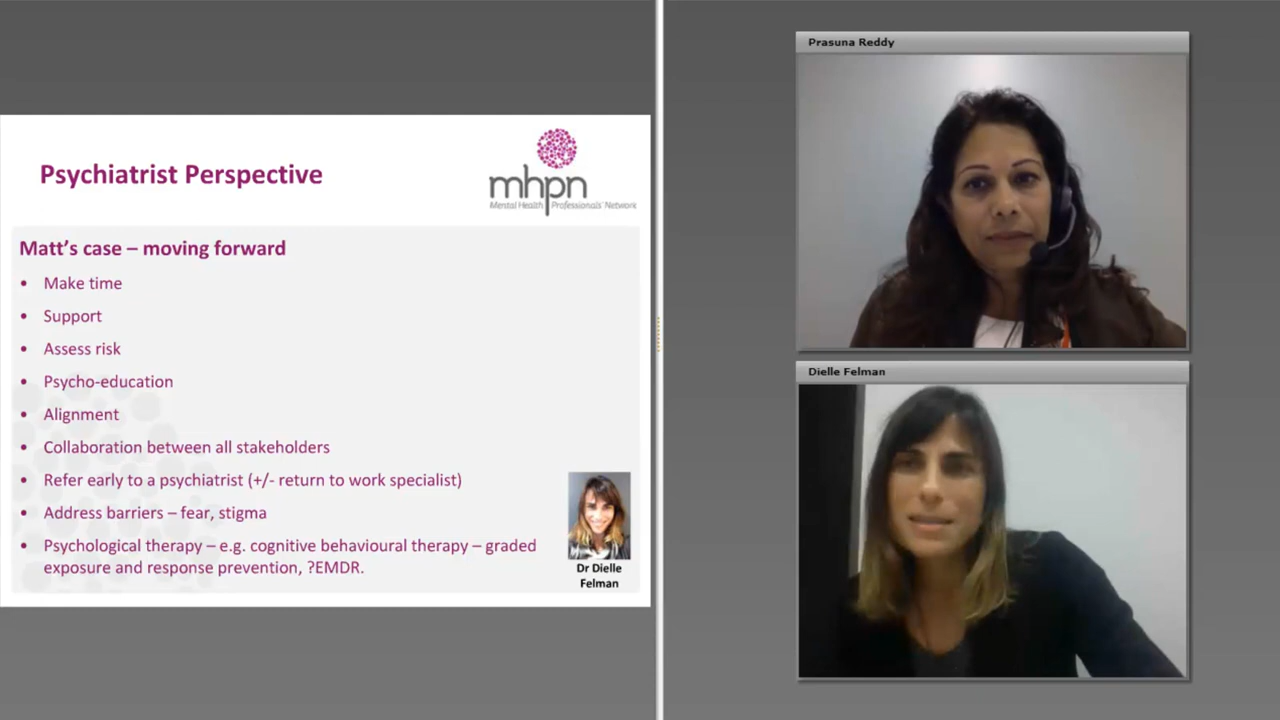 Psychiatrist Perspective
mhpn
Mental Health Professionals' Network
Matt's case – moving forward
• Make time
• Support
• Assess risk
• Psycho-education
• Alignment
• Collaboration between all stakeholders
• Refer early to a psychiatrist (+/- return to work specialist)
• Address barriers – fear, stigma
• Psychological therapy – e.g. cognitive behavioural therapy – graded
exposure and response prevention, ?EMDR.
Dr Dielle
Felman
Prasuna Reddy
Dielle Felman